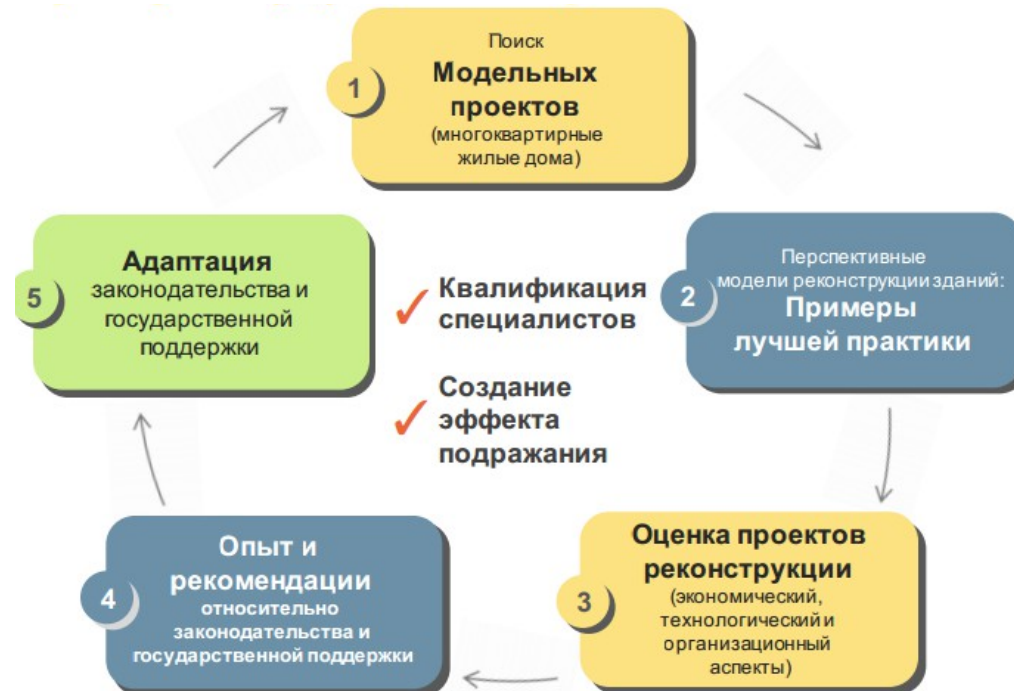 1
Поиск
Модельных
проектов
(многоквартирные
жилые дома)
2
Перспективные
модели реконструкции зданий:
Примеры
лучшей практики
3
Оценка проектов
реконструкции
(экономический,
технологический и
организационный
аспекты)
4
Опыт и
рекомендации
относительно
законодательства и
государственной поддержки
5
Адаптация
законодательства и
государственной
поддержки
✓ Квалификация
специалистов
✓ Создание
эффекта
подражания